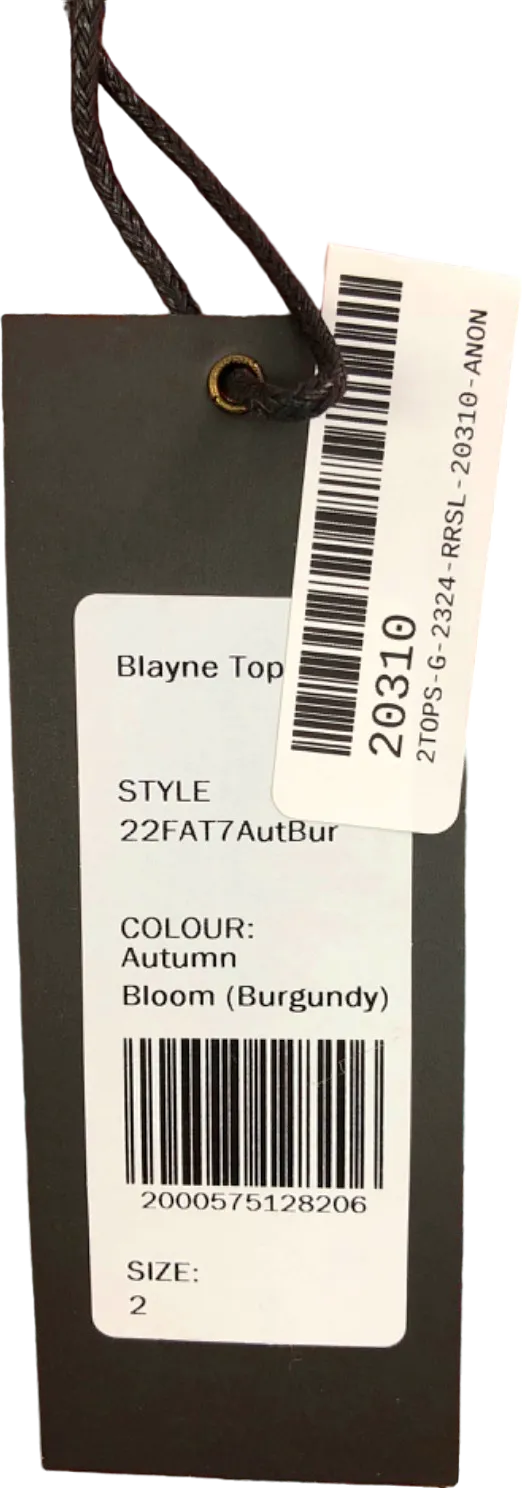 Blayne Top
STYLE
22FAT7AutBur
COLOUR:
Autumn
Bloom (Burgundy)
2000575128206
SIZE:
2
20310
2TOPS-G-2324-RRSL-20310-ANON